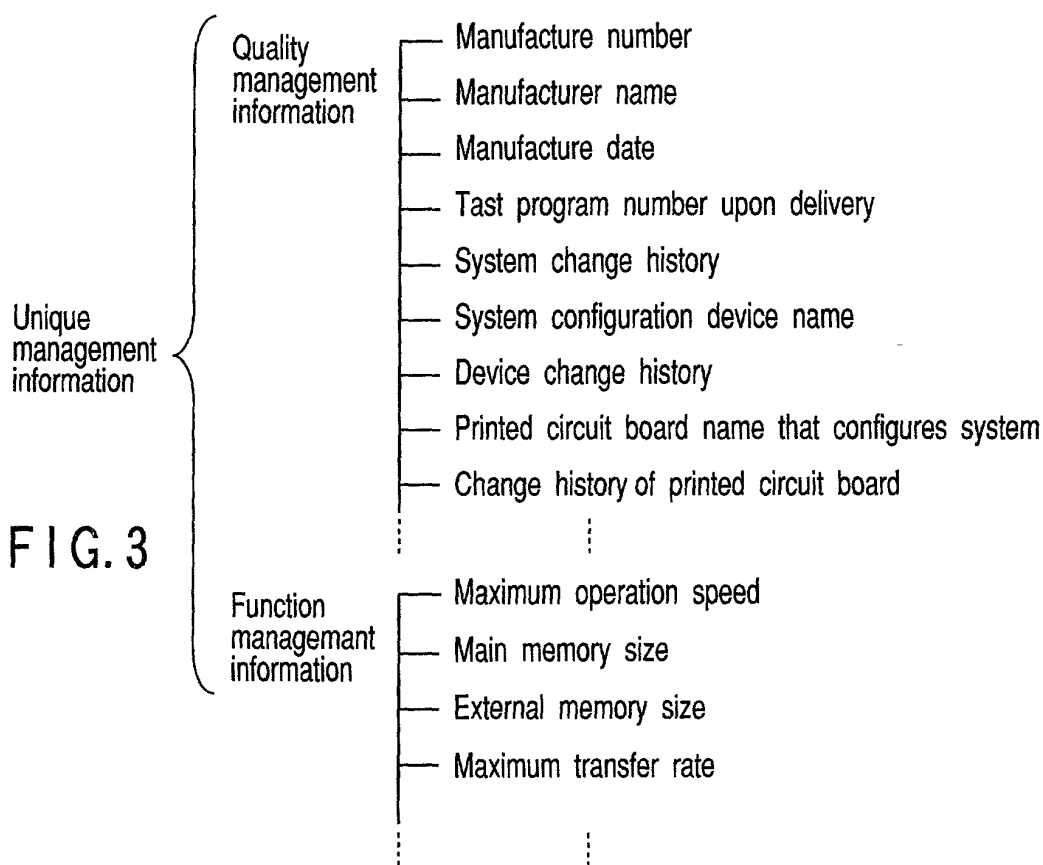 Quality
management
information
Manufacture number
Manufacturer name
Manufacture date
Tast program number upon delivery
System change history
System configuration device name
Device change history
Printed circuit board name that configures system
Change history of printed circuit board
Unique
management
information
FIG. 3
Function
managemant
information
Maximum operation speed
Main memory size
External memory size
Maximum transfer rate